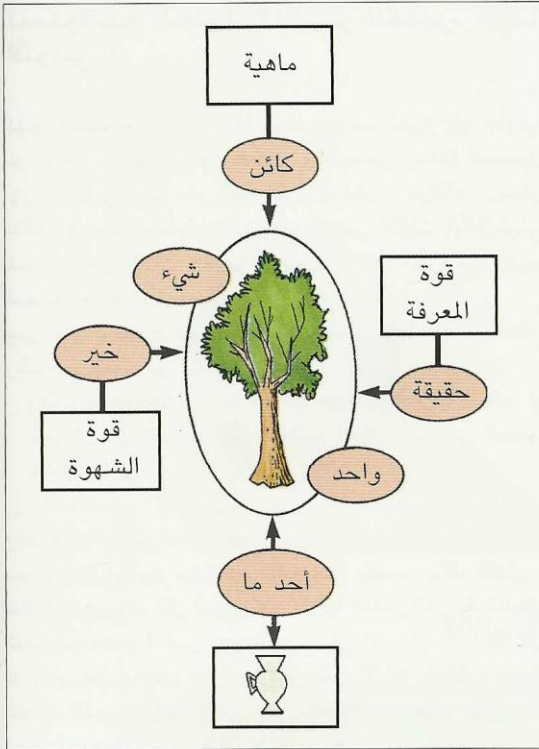 ماهية
كائن
شيء
قوة
المعرفة
خير
حقيقة
قوة
الشهوة
واحد
أحد ما